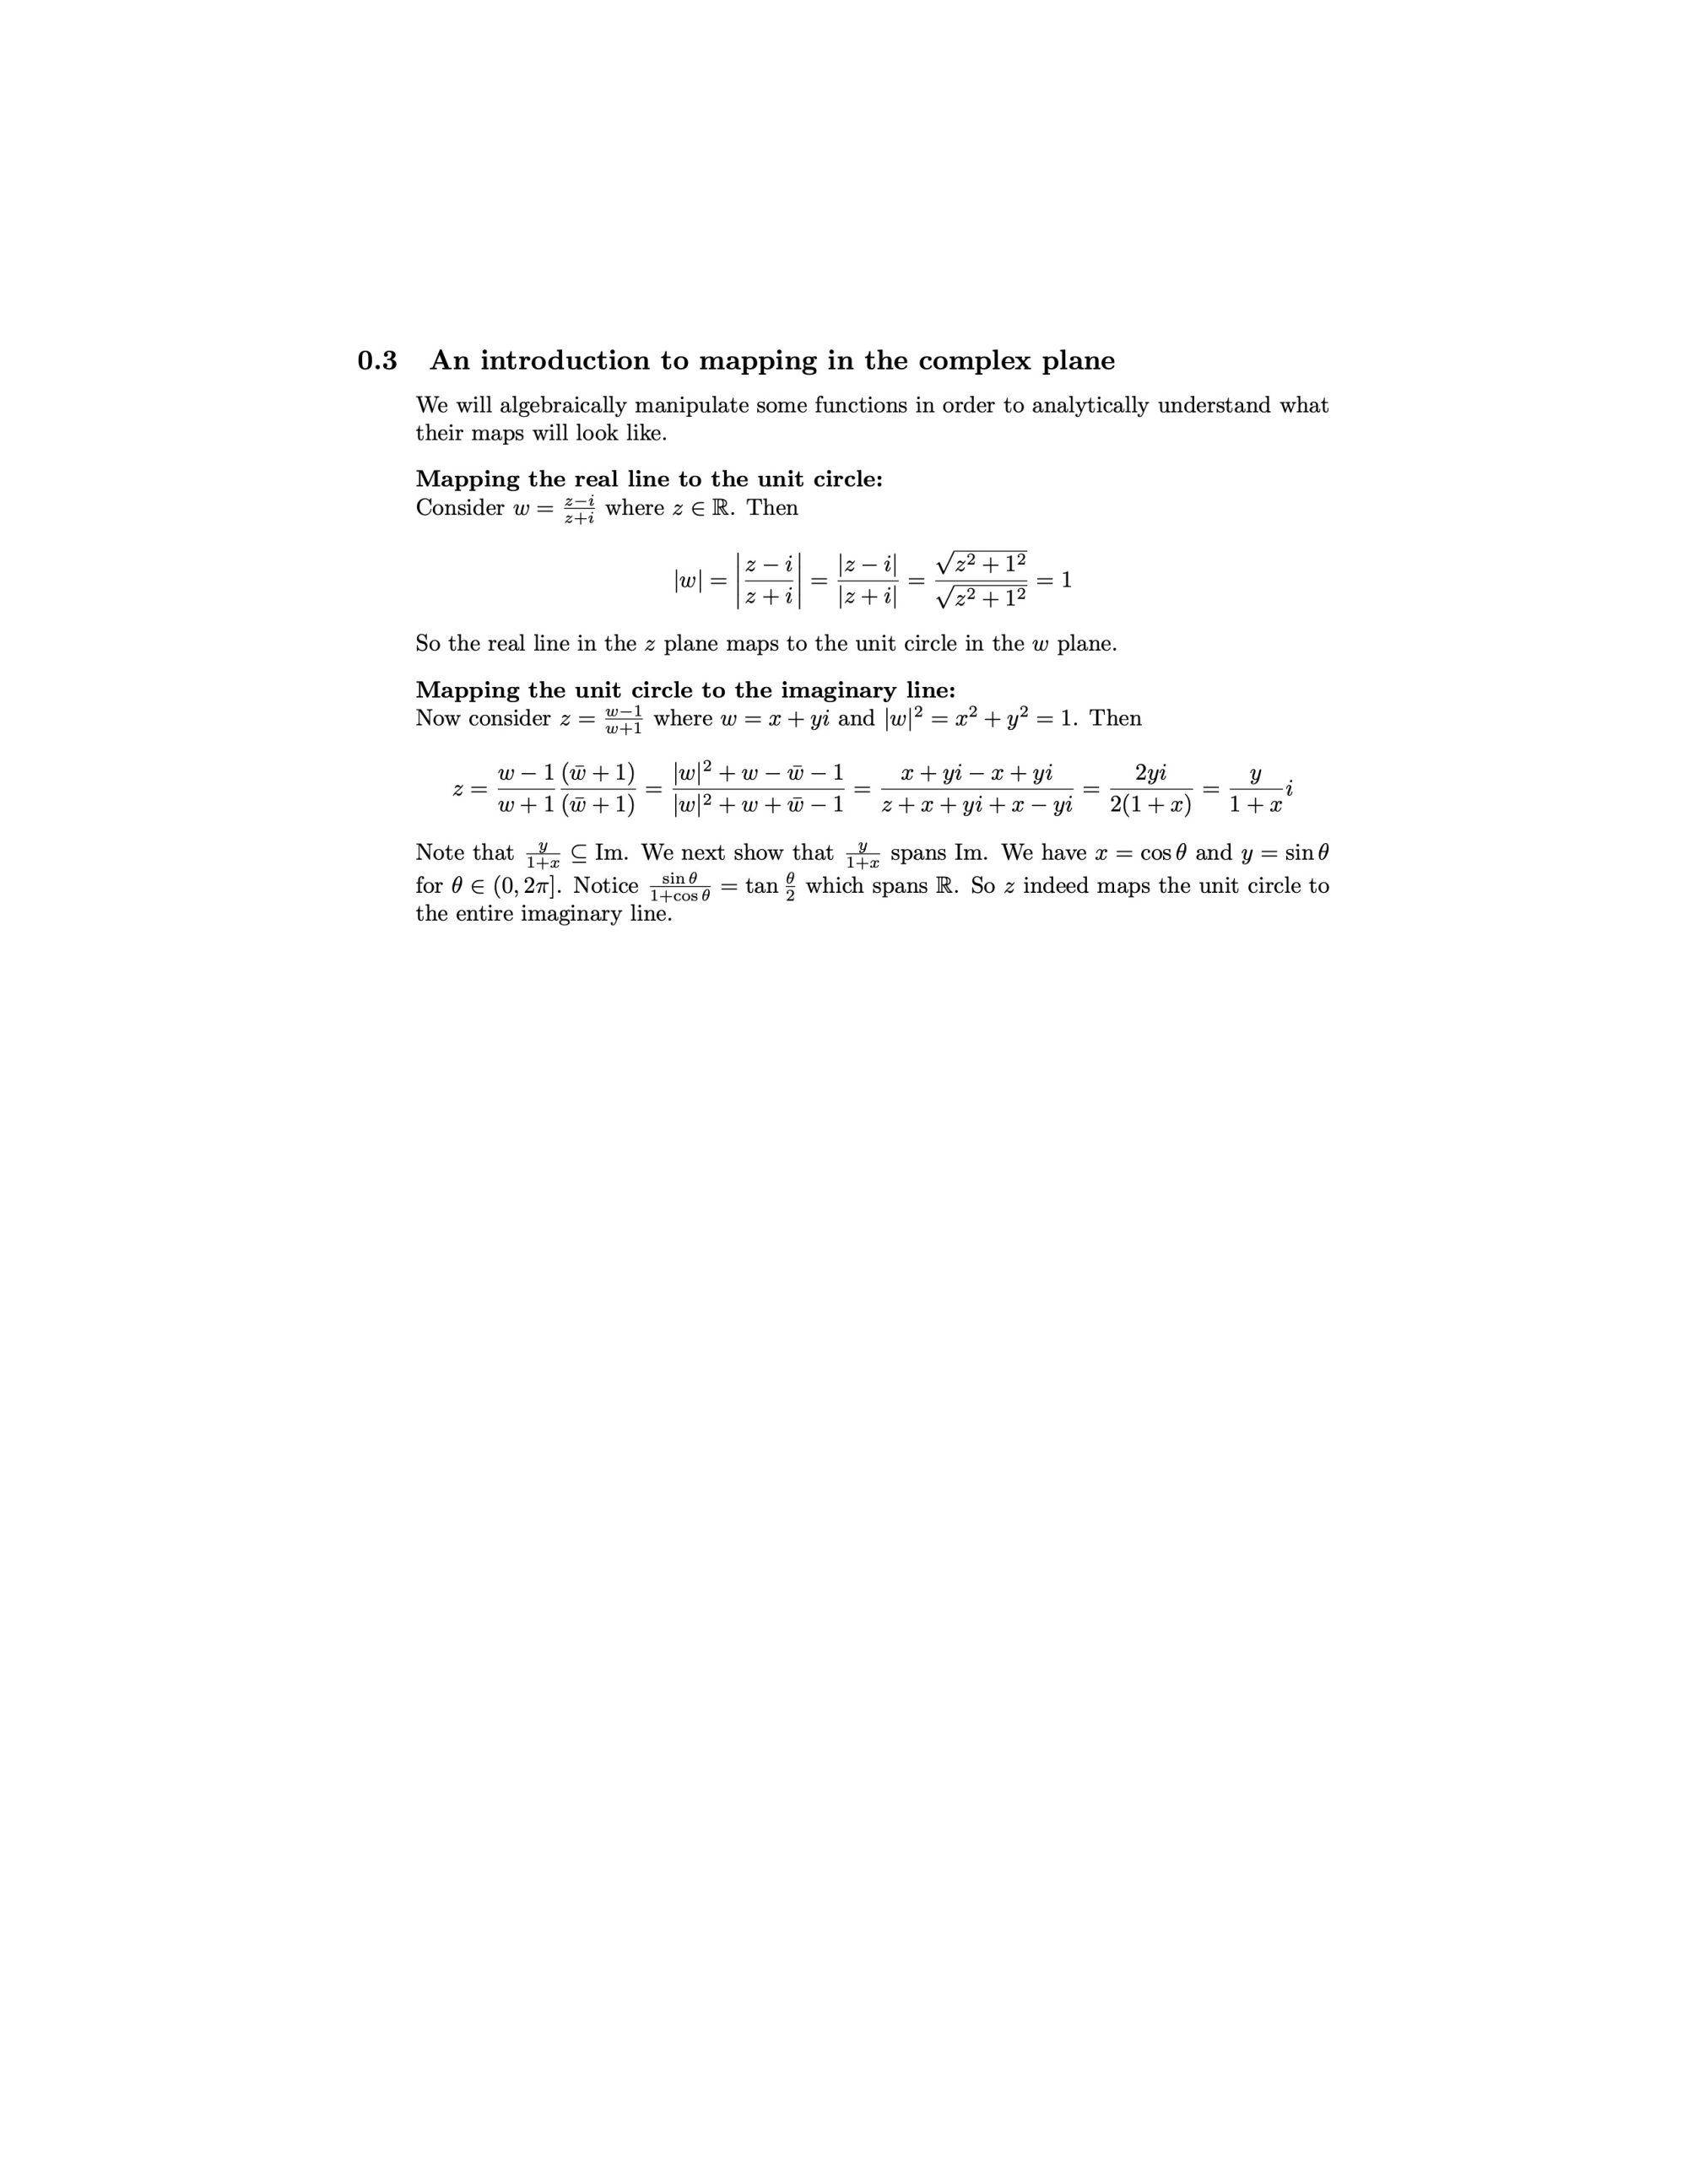 0.3 An introduction to mapping in the complex plane
We will algebraically manipulate some functions in order to analytically understand what
their maps will look like.
Mapping the real line to the unit circle:
Consider $w = \frac{z-i}{z+i}$ where $z \in \mathbb{R}$. Then
$|w| = \left|\frac{z-i}{z+i}\right| = \frac{|z-i|}{|z+i|} = \frac{\sqrt{z^2+1^2}}{\sqrt{z^2+1^2}} = 1$
So the real line in the $z$ plane maps to the unit circle in the $w$ plane.
Mapping the unit circle to the imaginary line:
Now consider $z = \frac{w-1}{w+1}$ where $w = x + yi$ and $|w|^2 = x^2 + y^2 = 1$. Then
$z = \frac{w-1}{w+1}\frac{(\bar{w}+1)}{(\bar{w}+1)} = \frac{|w|^2+w-\bar{w}-1}{|w|^2+w+\bar{w}-1} = \frac{x+yi-x+yi}{z+x+yi+x-yi} = \frac{2yi}{2(1+x)} = \frac{y}{1+x}i$
Note that $\frac{y}{1+x} \subseteq$ Im. We next show that $\frac{y}{1+x}$ spans Im. We have $x = \cos\theta$ and $y = \sin\theta$
for $\theta \in (0, 2\pi]$. Notice $\frac{\sin\theta}{1+\cos\theta} = \tan\frac{\theta}{2}$ which spans $\mathbb{R}$. So $z$ indeed maps the unit circle to
the entire imaginary line.